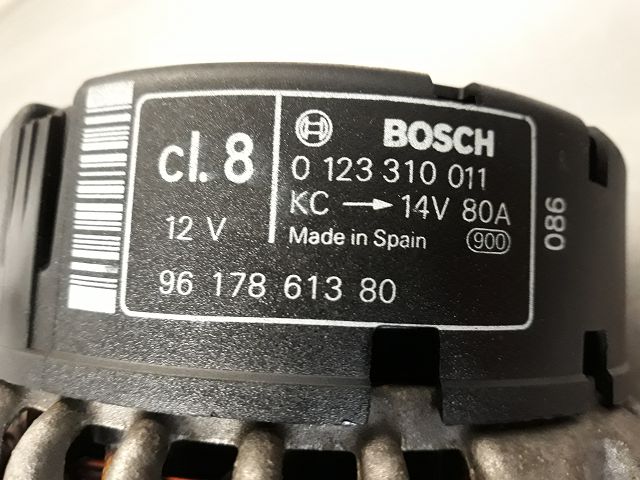 cl. 8
12 V
BOSCH
0 123 310 011
KC → 14V 80A
Made in Spain 900
96 178 613 80
086